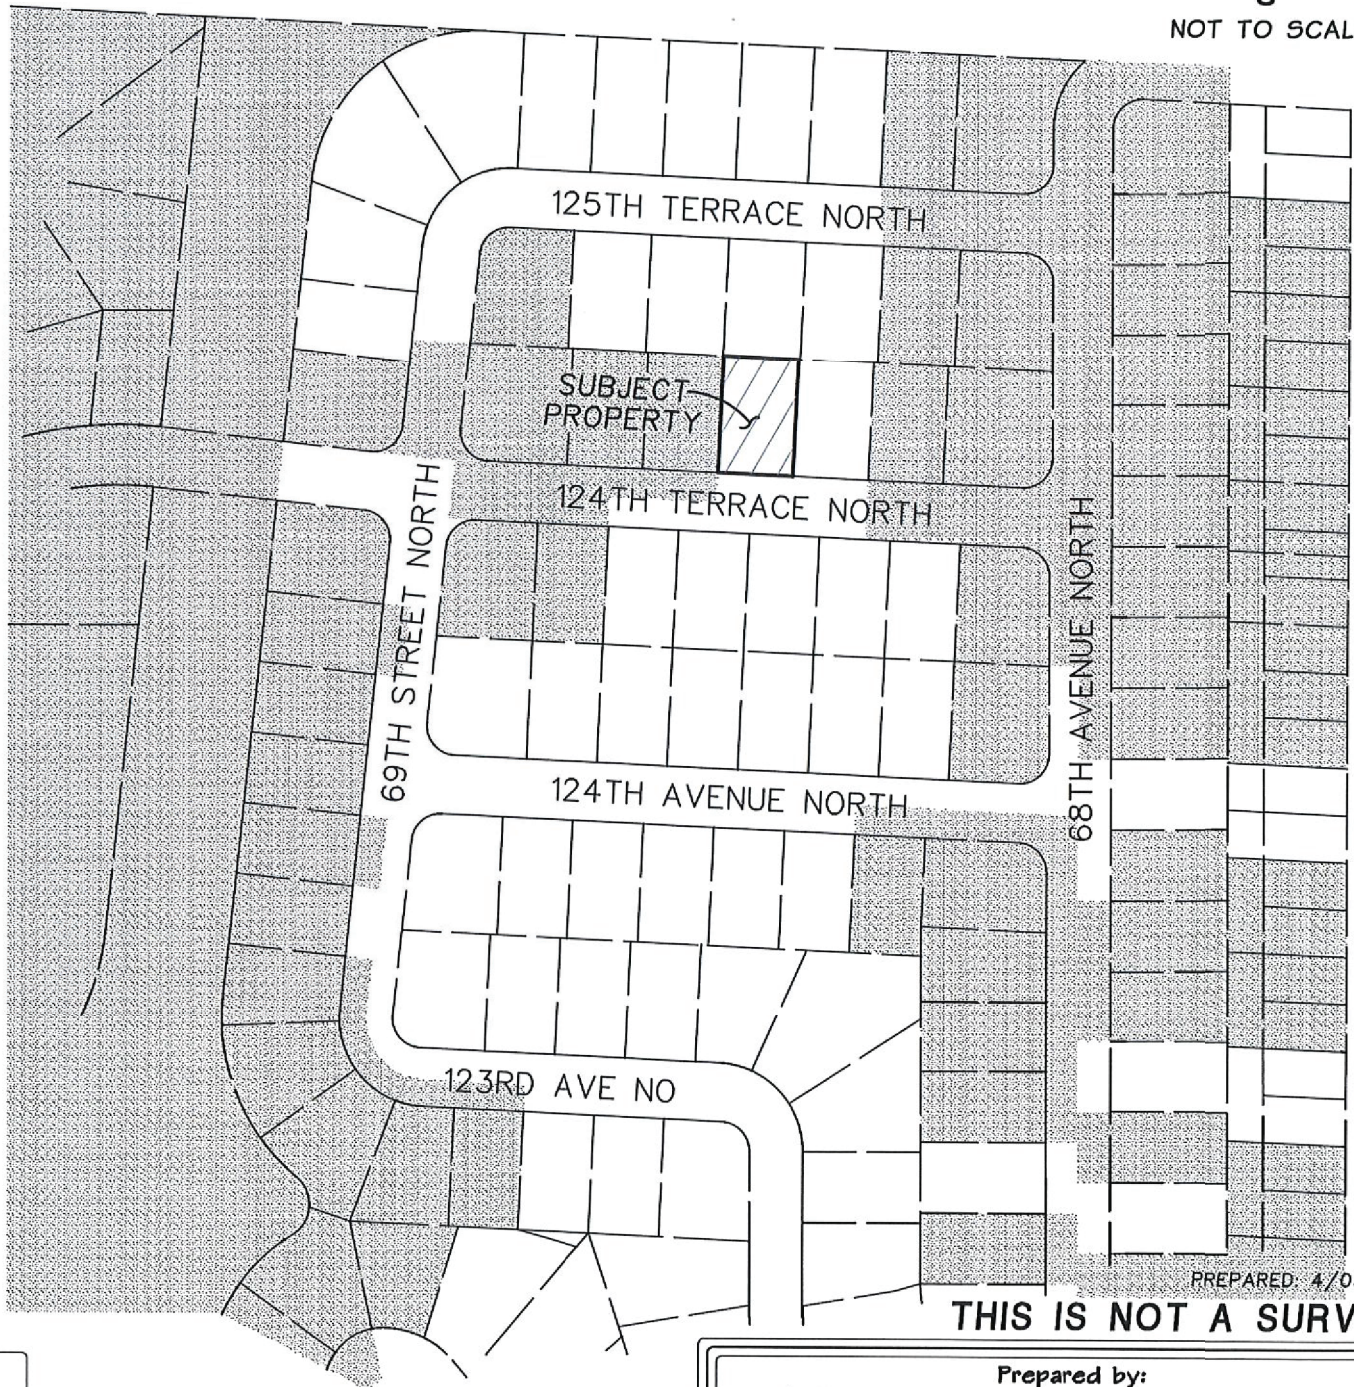 NOT TO SCAL
125TH TERRACE NORTH
SUBJECT
PROPERTY
124TH TERRACE NORTH
69TH STREET NORTH
68TH AVENUE NORTH
124TH AVENUE NORTH
123RD AVE NO
PREPARED: 4/0
THIS IS NOT A SURV
Prepared by: